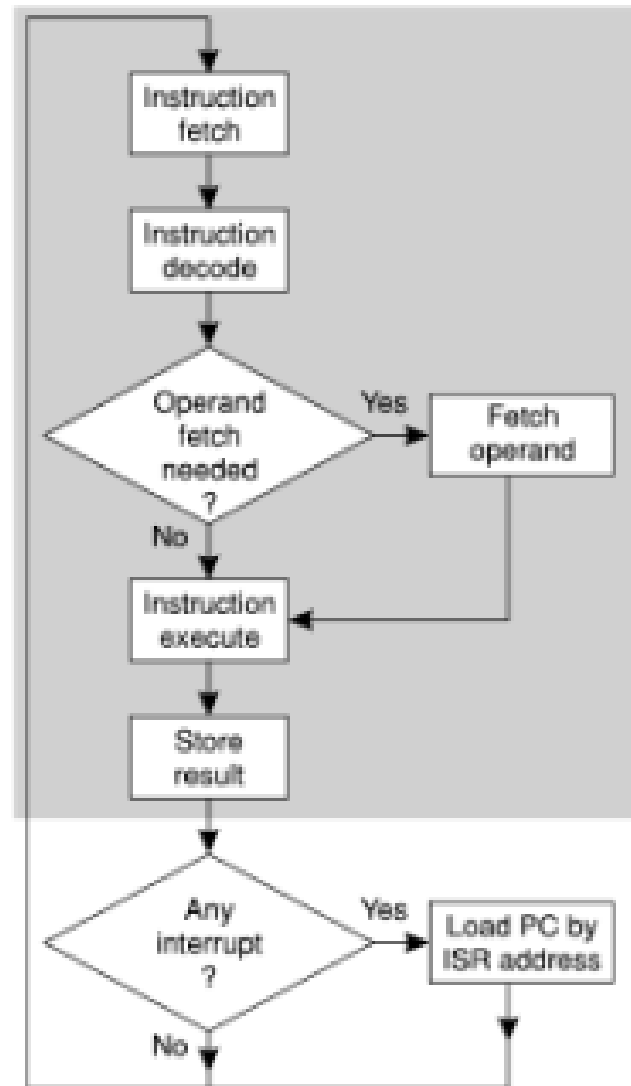 Instruction
fetch
Instruction
decode
Operand
fetch
needed
?
Yes
Fetch
operand
No
Instruction
execute
Store
result
Any
interrupt
?
Yes
Load PC by
ISR address
No